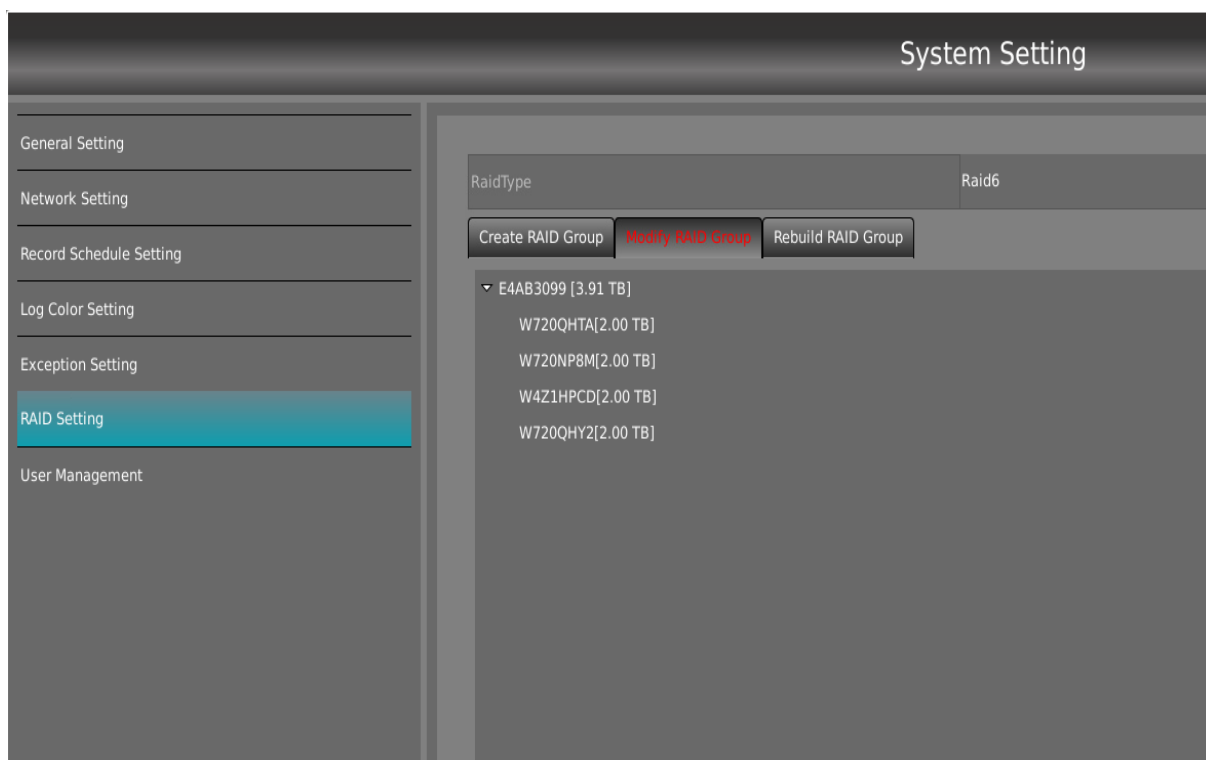 System Setting
General Setting
Network Setting
Record Schedule Setting
Log Color Setting
Exception Setting
RAID Setting
User Management
RaidType Raid6
Create RAID Group Modify RAID Group Rebuild RAID Group
E4AB3099 [3.91 TB]
W720QHTA[2.00 TB]
W720NP8M[2.00 TB]
W4Z1HPCD[2.00 TB]
W720QHY2[2.00 TB]